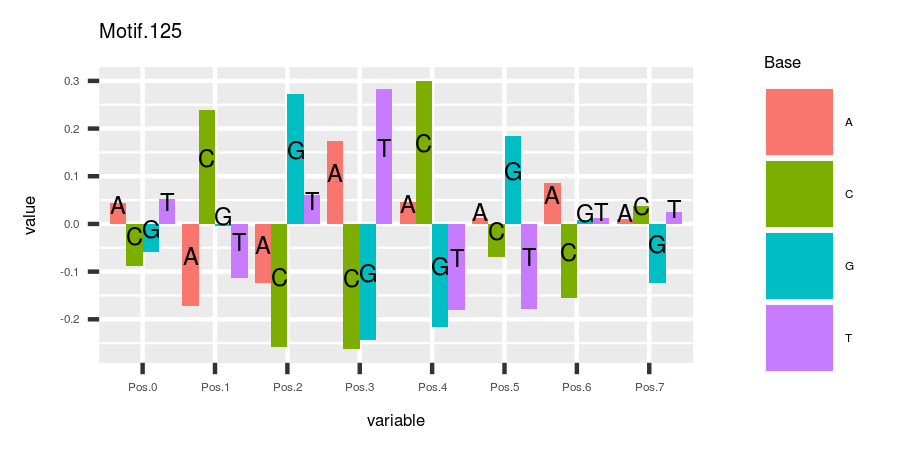 Motif.125
value
0.3
0.2
0.1
0.0
-0.1
-0.2
A C G T A C G T A C G T A C G T A C G T A C G T A C G T A C G T
Pos.0 Pos.1 Pos.2 Pos.3 Pos.4 Pos.5 Pos.6 Pos.7
variable
Base
A
C
G
T